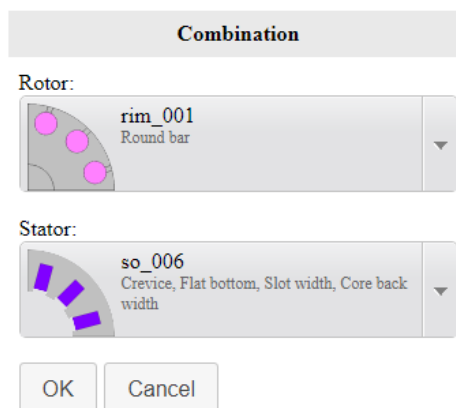 Combination
Rotor:
rim_001
Round bar
Stator:
so_006
Crevice, Flat bottom, Slot width, Core back
width
OK
Cancel